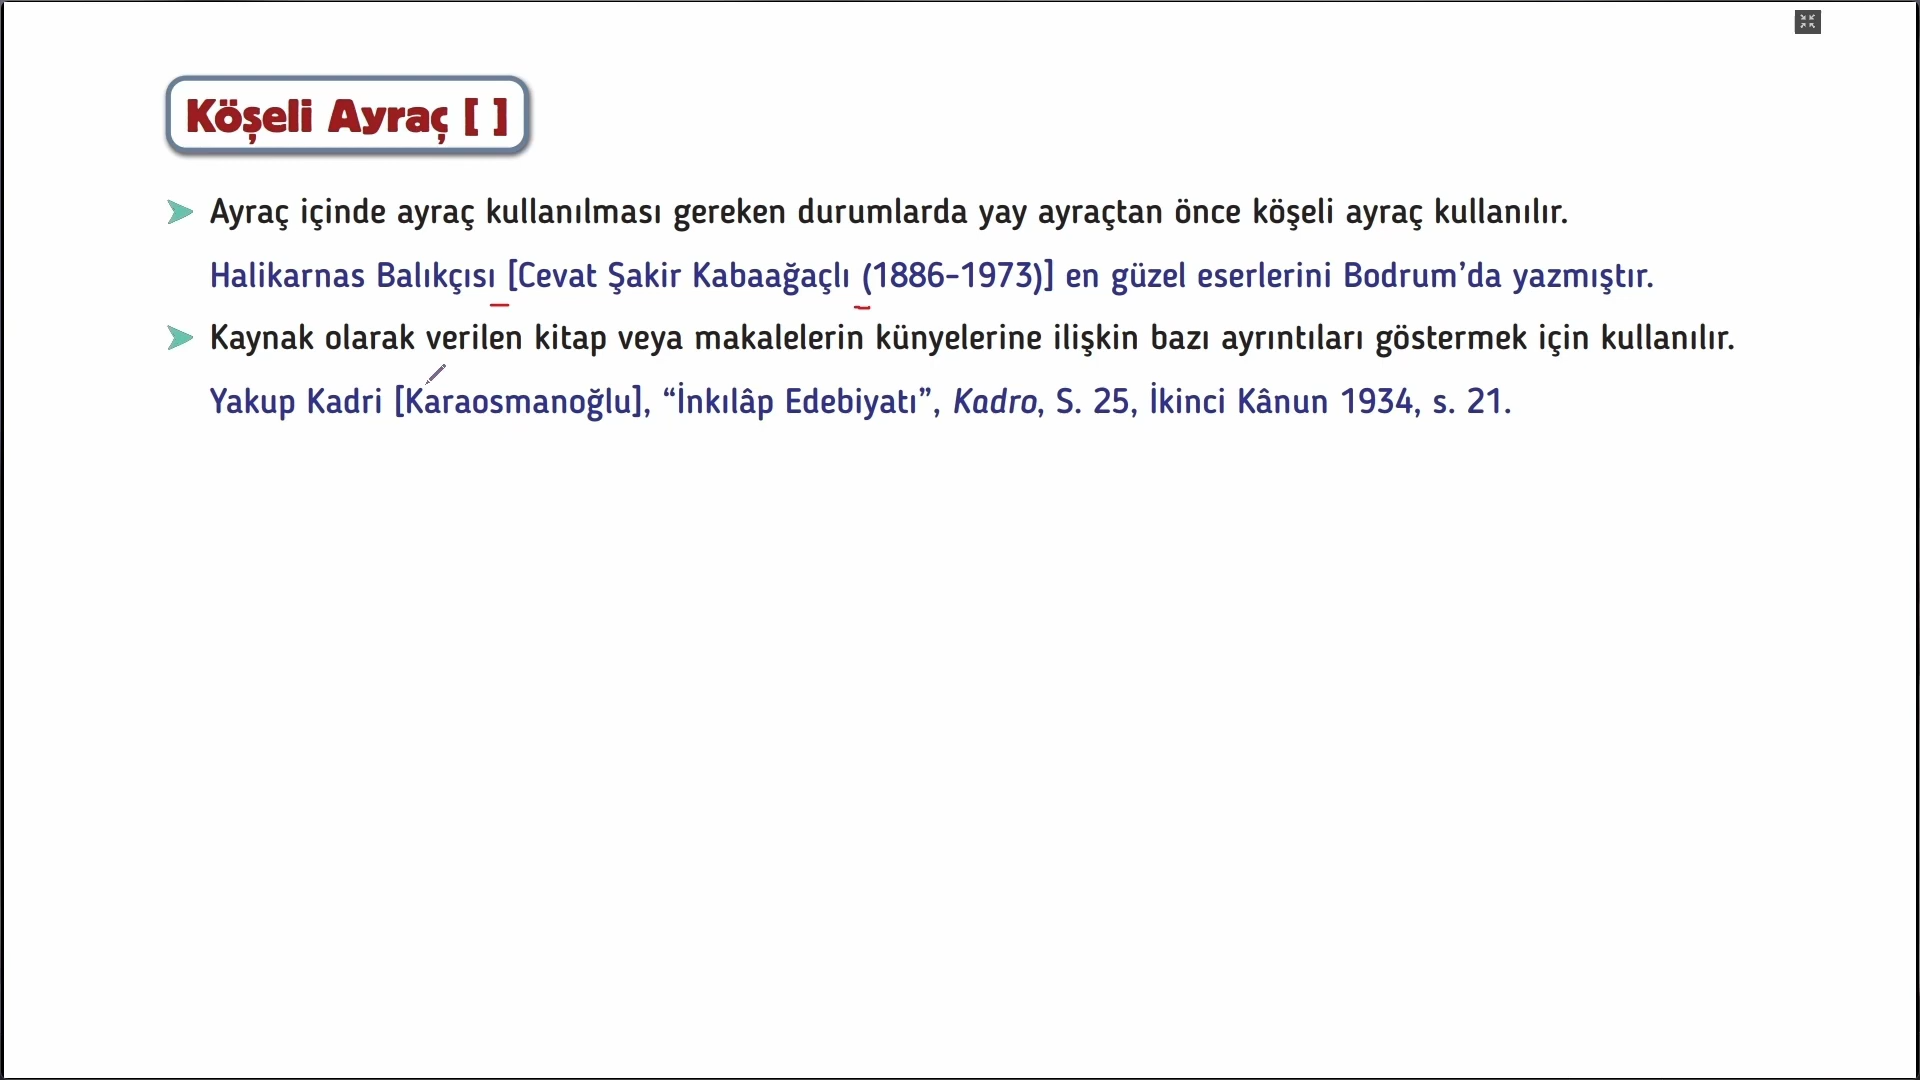 Köşeli Ayraç [ ]
Ayraç içinde ayraç kullanılması gereken durumlarda yay ayraçtan önce köşeli ayraç kullanılır.
Halikarnas Balıkçısı [Cevat Şakir Kabaağaçlı (1886-1973)] en güzel eserlerini Bodrum’da yazmıştır.
Kaynak olarak verilen kitap veya makalelerin künyelerine ilişkin bazı ayrıntıları göstermek için kullanılır.
Yakup Kadri [Karaosmanoğlu], “İnkılâp Edebiyatı”, Kadro, S. 25, İkinci Kânun 1934, s. 21.